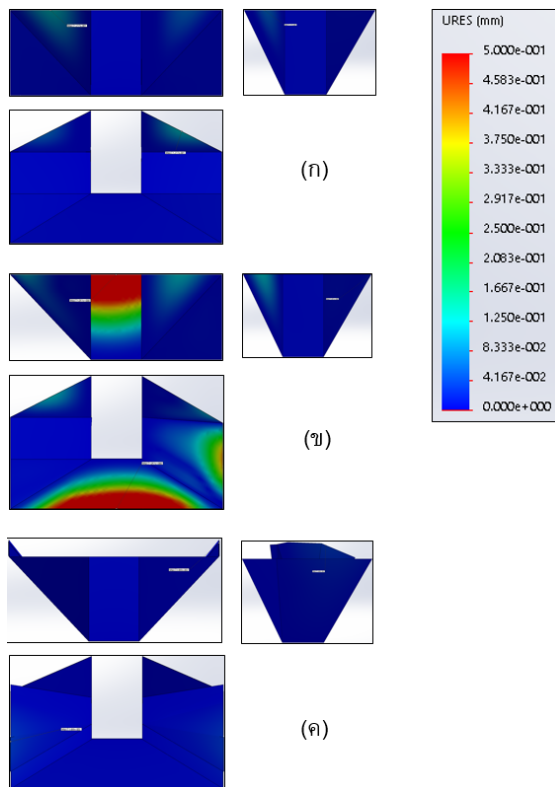 URES (mm)
5.000e-001
4.583e-001
4.167e-001
3.750e-001
3.333e-001
2.917e-001
2.500e-001
2.083e-001
1.667e-001
1.250e-001
8.333e-002
4.167e-002
0.000e+000
(ก)
(ข)
(ค)